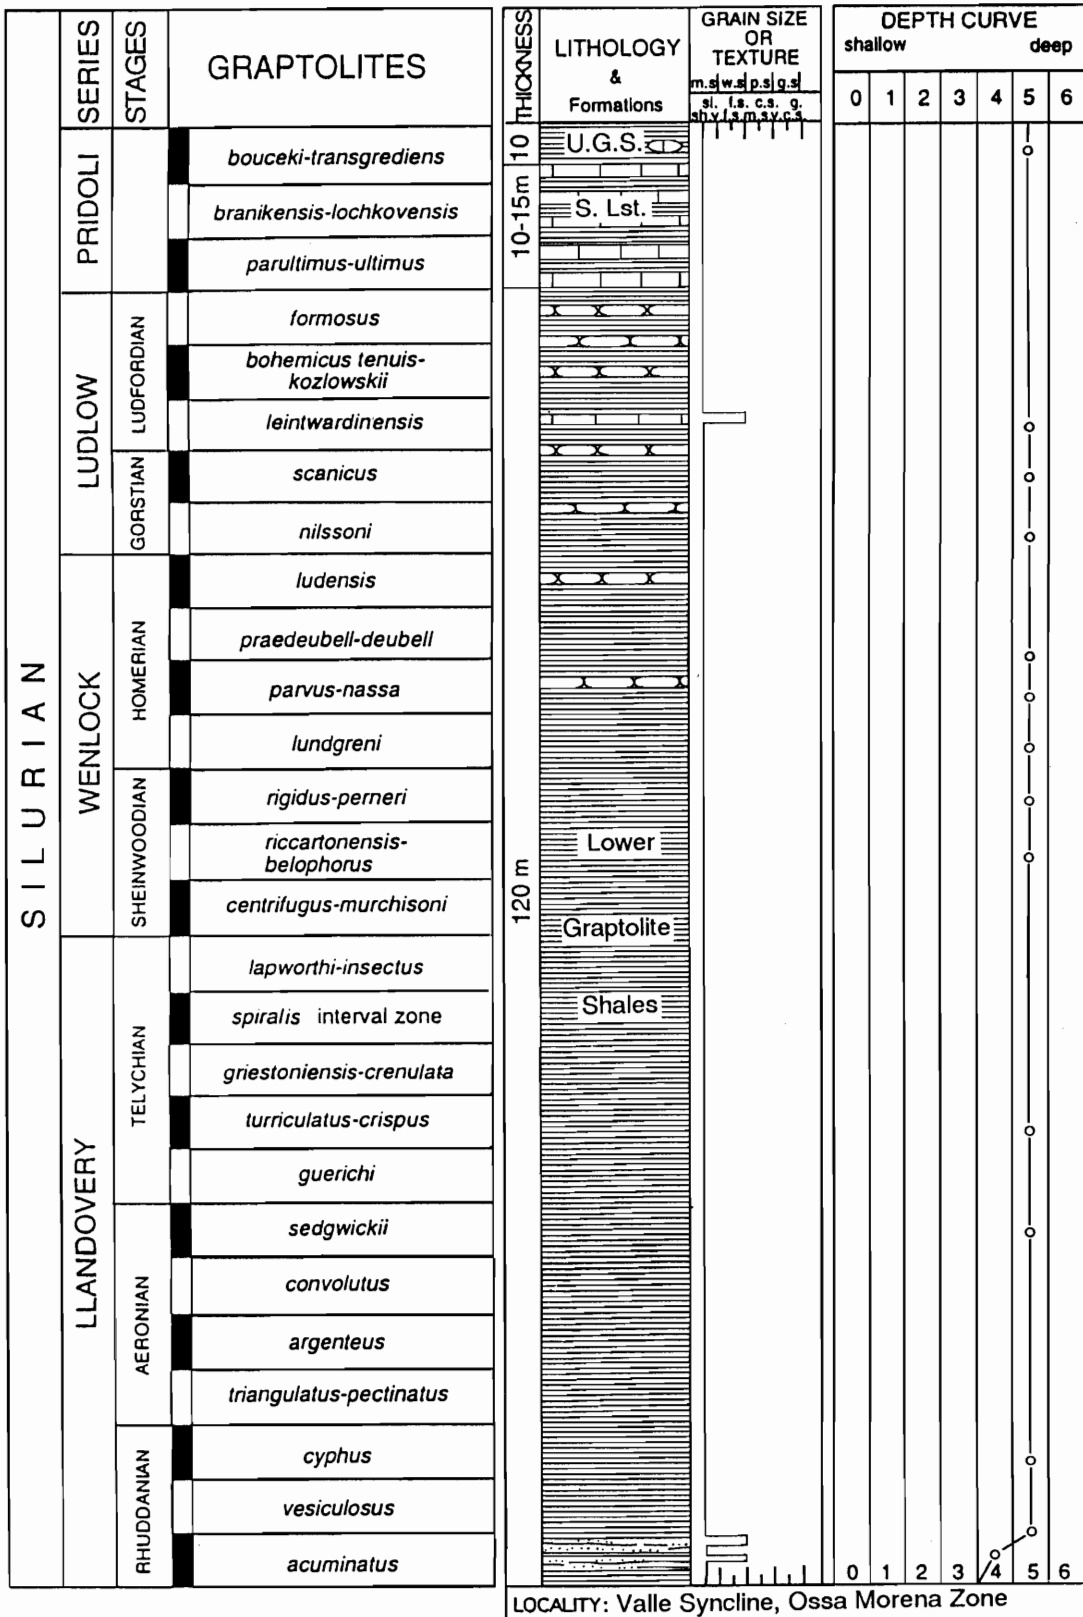 SILURIAN
SERIES
STAGES
GRAPTOLITES
THICKNESS
LITHOLOGY
&
Formations
GRAIN SIZE
OR
TEXTURE
m.s w.s p.s g.s
sl. f.s. c.s. g.
sh.v.f.s.m.s.v.c.s.
DEPTH CURVE
shallow deep
0 1 2 3 4 5 6
PRIDOLI
LUDLOW
WENLOCK
LLANDOVERY
LUDFORDIAN
GORSTIAN
HOMERIAN
SHEINWOODIAN
TELYCHIAN
AERONIAN
RHUDDANIAN
bouceki-transgrediens
branikensis-lochkovensis
parultimus-ultimus
formosus
bohemicus tenuis-
kozlowskii
leintwardinensis
scanicus
nilssoni
ludensis
praedeubell-deubell
parvus-nassa
lundgreni
rigidus-perneri
riccartonensis-
belophorus
centrifugus-murchisoni
lapworthi-insectus
spiralis interval zone
griestoniensis-crenulata
turriculatus-crispus
guerichi
sedgwickii
convolutus
argenteus
triangulatus-pectinatus
cyphus
vesiculosus
acuminatus
10
10-15m
120 m
U.G.S.
S. Lst.
Lower
Graptolite
Shales
0 1 2 3 4 5 6
LOCALITY: Valle Syncline, Ossa Morena Zone